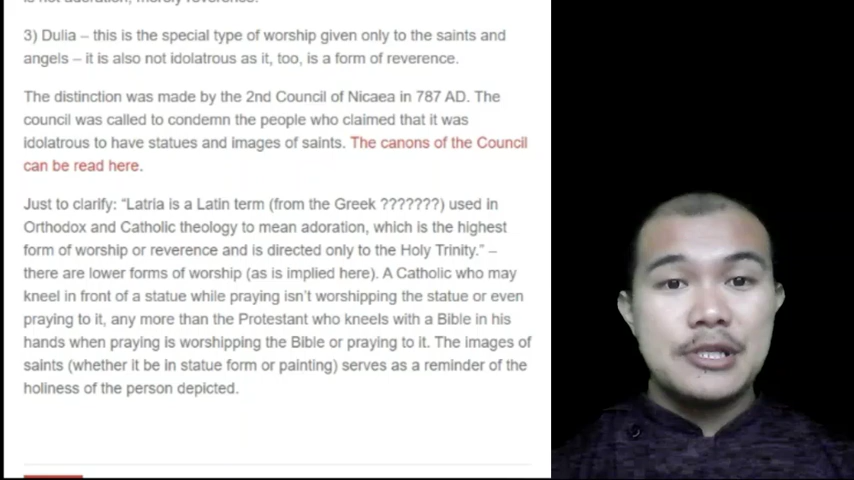 is not adoration, merely reverence.
3) Dulia – this is the special type of worship given only to the saints and
angels – it is also not idolatrous as it, too, is a form of reverence.
The distinction was made by the 2nd Council of Nicaea in 787 AD. The
council was called to condemn the people who claimed that it was
idolatrous to have statues and images of saints. The canons of the Council
can be read here.
Just to clarify: “Latria is a Latin term (from the Greek ???????) used in
Orthodox and Catholic theology to mean adoration, which is the highest
form of worship or reverence and is directed only to the Holy Trinity.” –
there are lower forms of worship (as is implied here). A Catholic who may
kneel in front of a statue while praying isn’t worshipping the statue or even
praying to it, any more than the Protestant who kneels with a Bible in his
hands when praying is worshipping the Bible or praying to it. The images of
saints (whether it be in statue form or painting) serves as a reminder of the
holiness of the person depicted.